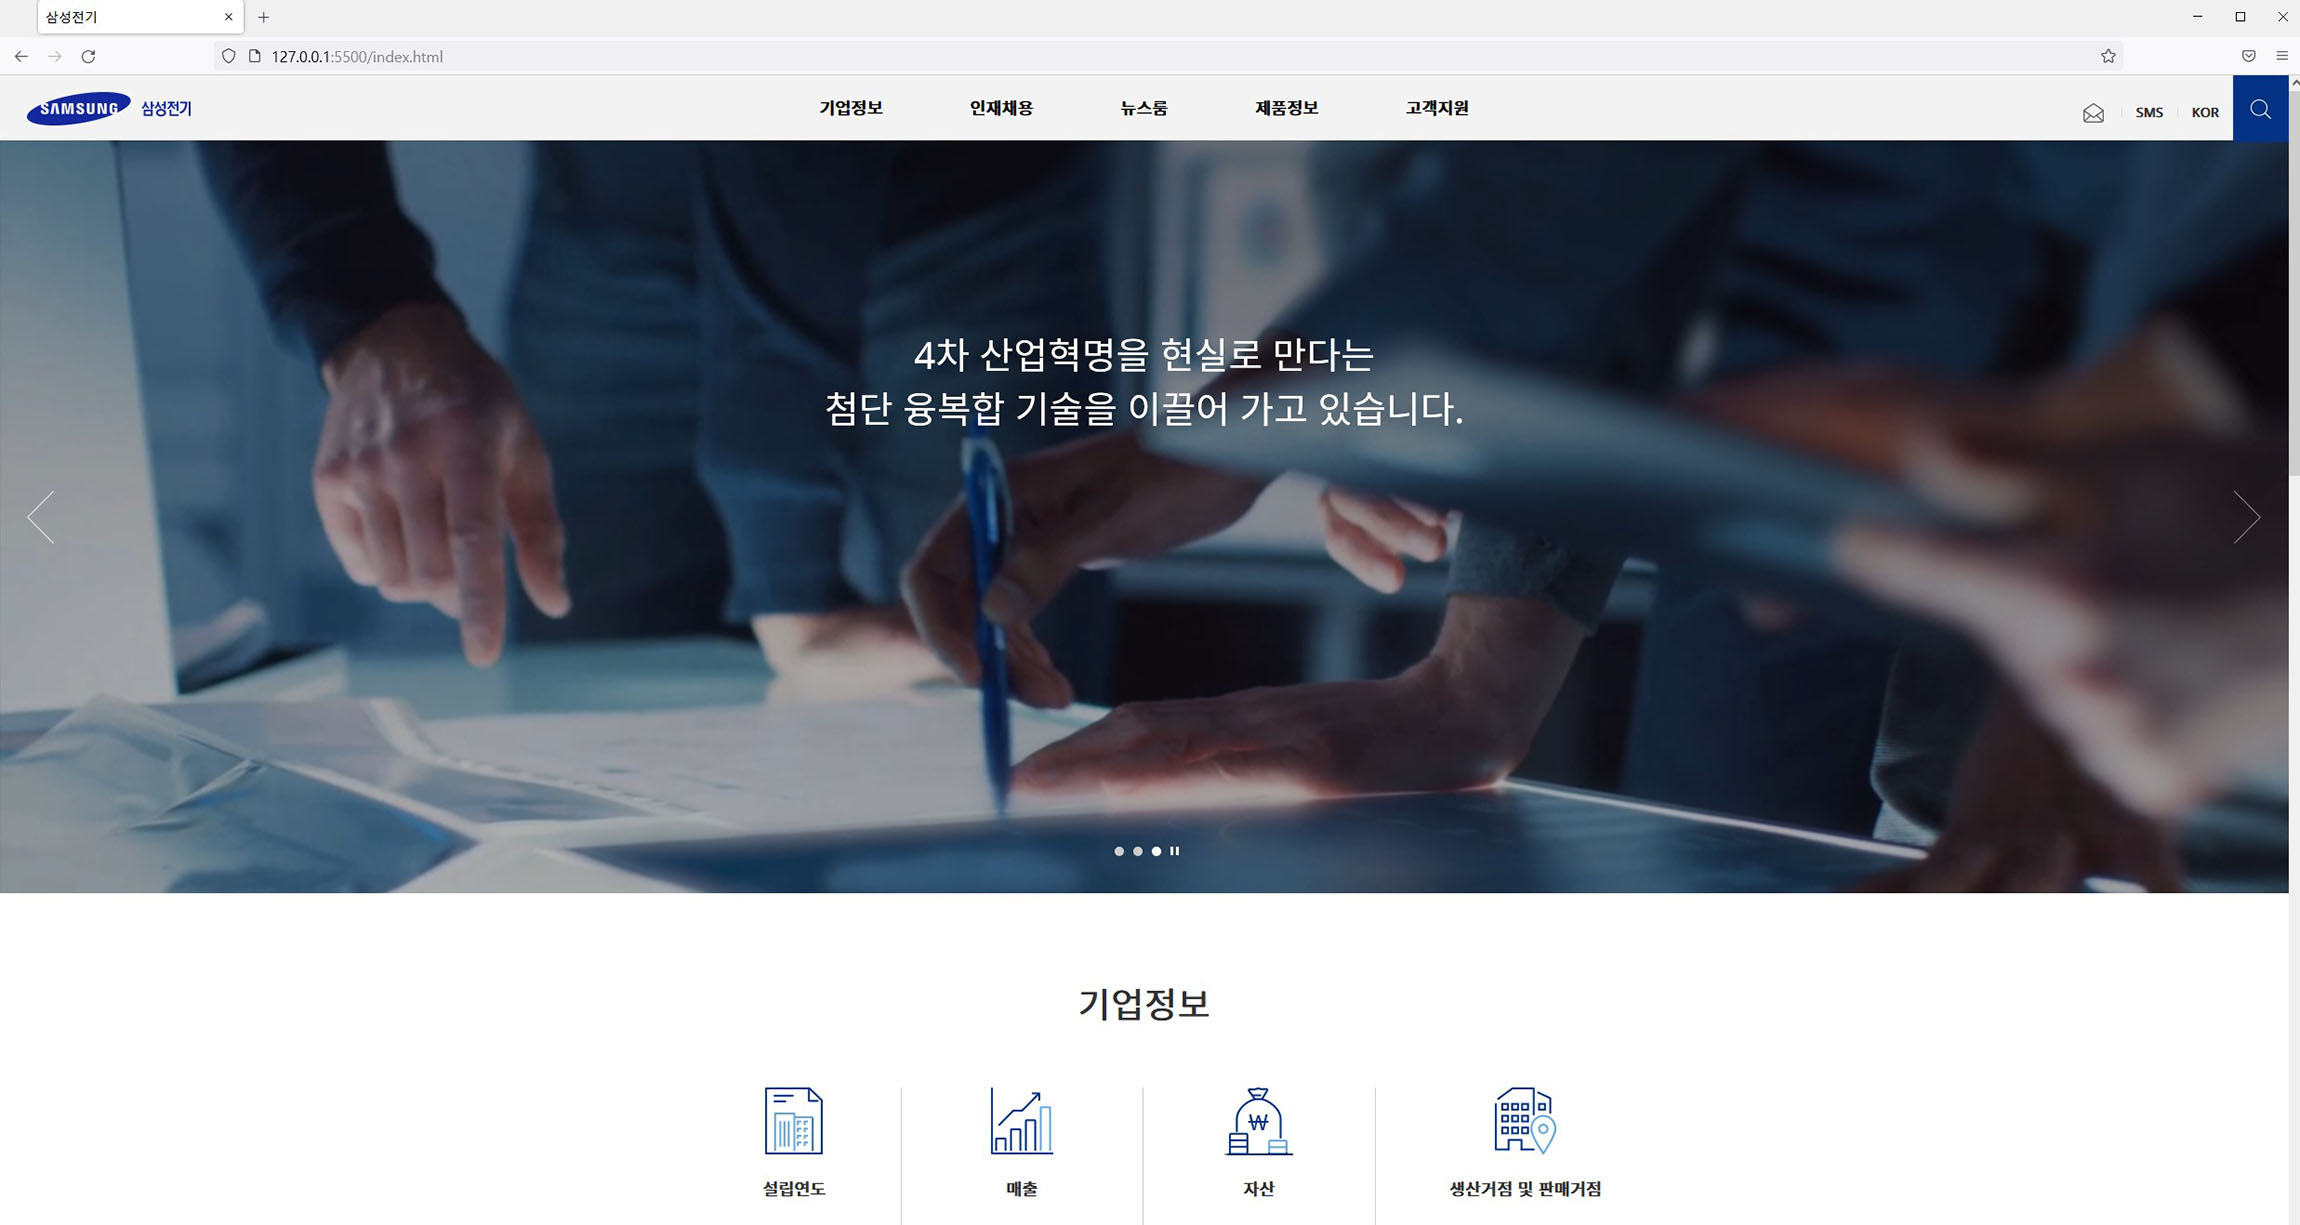 삼성전기
127.0.0.1:5500/index.html
SAMSUNG 삼성전기
기업정보 인재채용 뉴스룸 제품정보 고객지원
SMS KOR
4차 산업혁명을 현실로 만다는
첨단 융복합 기술을 이끌어 가고 있습니다.
기업정보
₩
설립연도 매출 자산 생산거점 및 판매거점